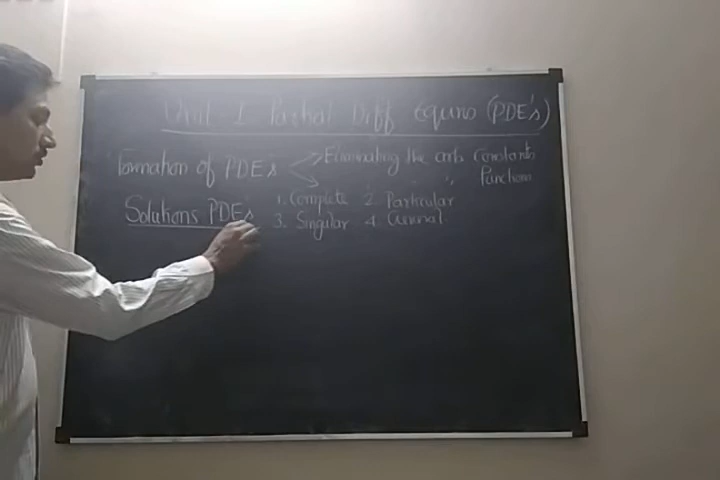 Unit - I Partial Diff Equns (PDE's)
Formation of PDEs Eliminating the arb Constants
" " Functions
Solutions PDE's 1. Complete 2. Particular
3. Singular 4. General